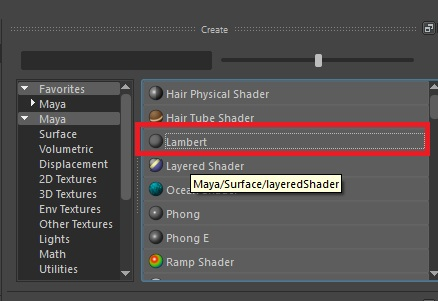 Create
Favorites
Maya
Maya
Surface
Volumetric
Displacement
2D Textures
3D Textures
Env Textures
Other Textures
Lights
Math
Utilities
Hair Physical Shader
Hair Tube Shader
Lambert
Layered Shader
Maya/Surface/layeredShader
Phong
Phong E
Ramp Shader